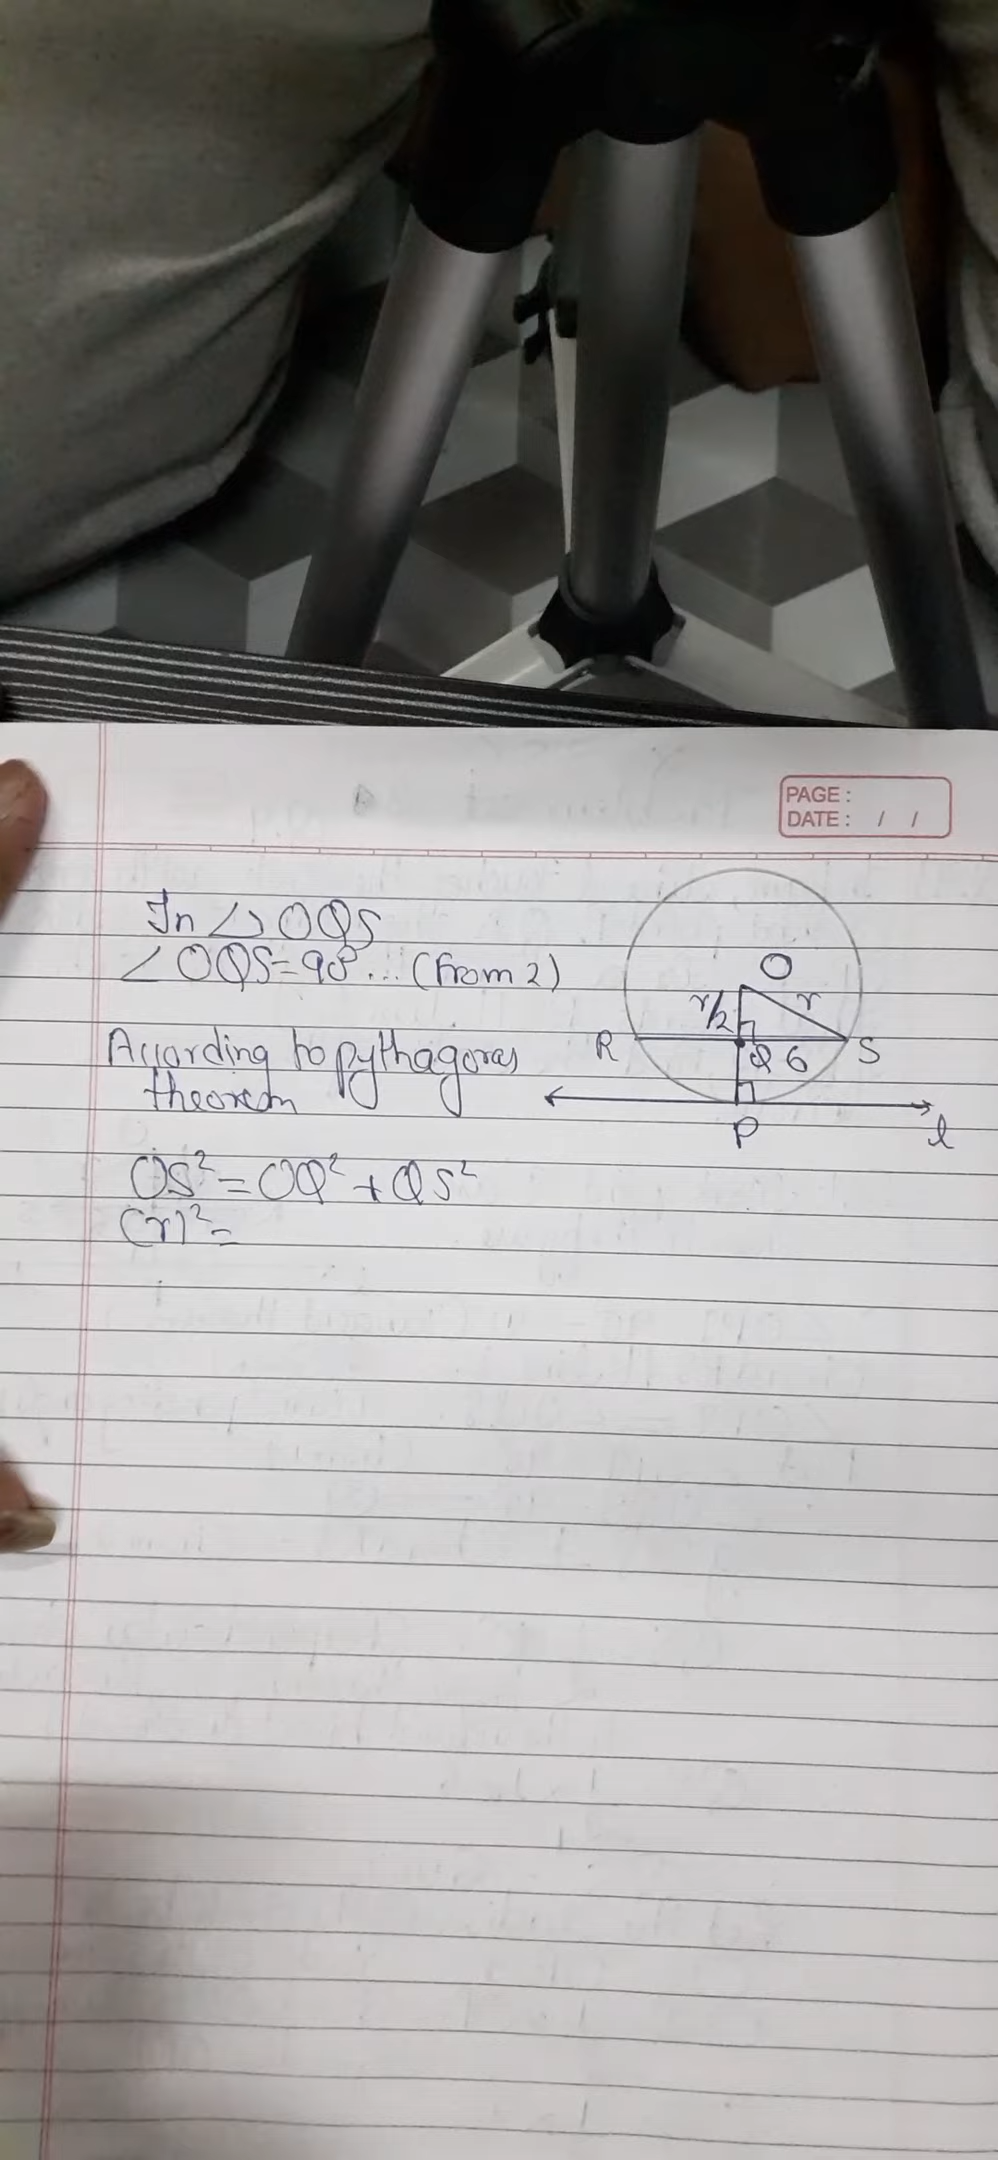 PAGE :
DATE : / /
In △OQS
∠OQS=90°... (from 2)
According to pythagoras
theorem
OS²=OQ²+QS²
(r)²=
O
r/2
r
R
Q 6
S
P
l